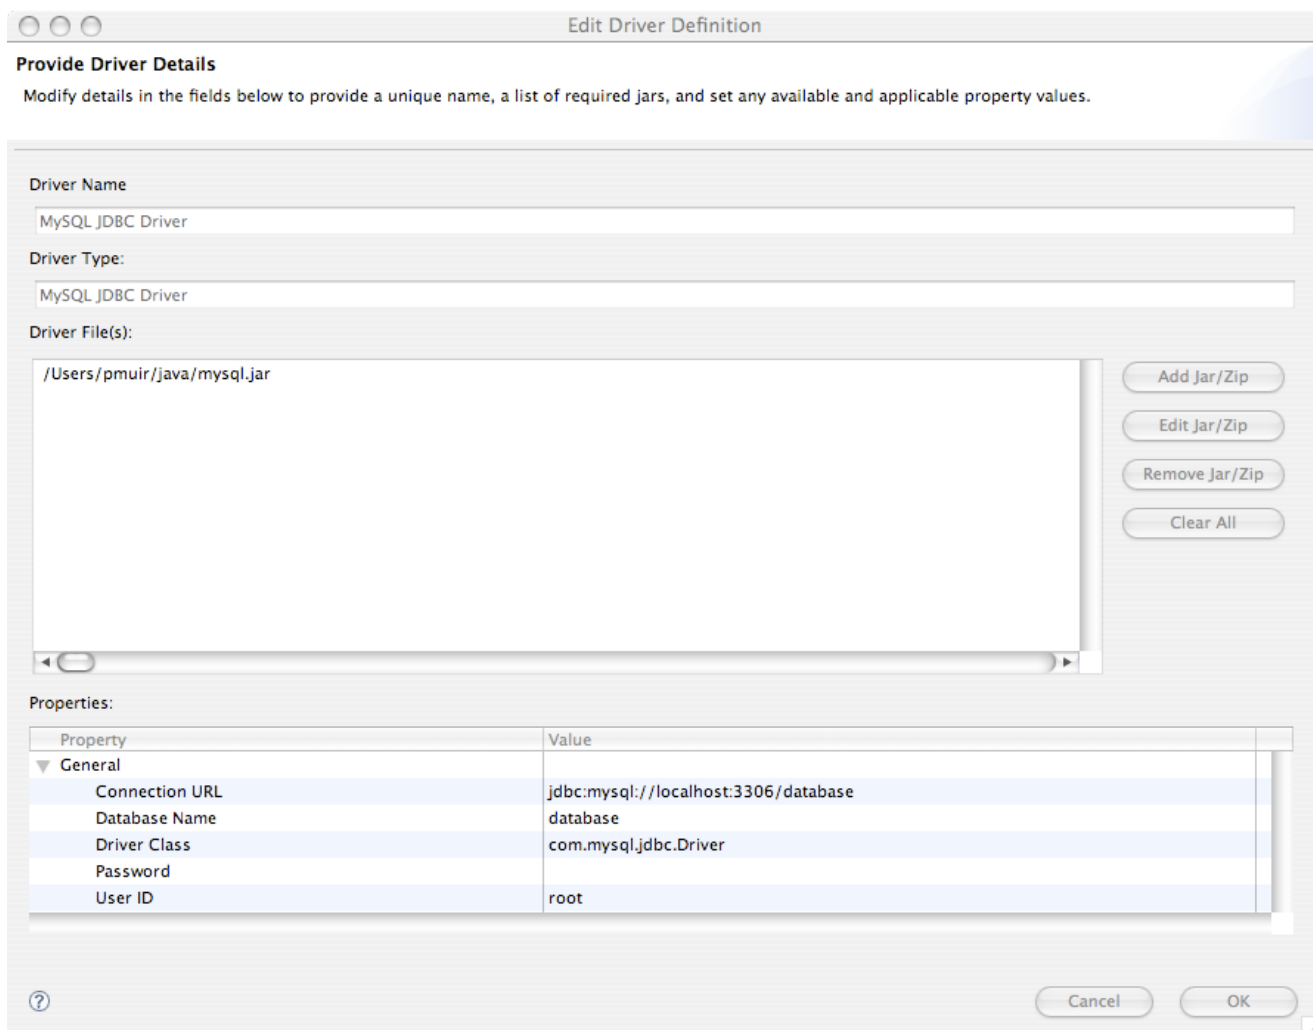 Edit Driver Definition
Provide Driver Details
Modify details in the fields below to provide a unique name, a list of required jars, and set any available and applicable property values.
Driver Name
MySQL JDBC Driver
Driver Type:
MySQL JDBC Driver
Driver File(s):
/Users/pmuir/java/mysql.jar
Add Jar/Zip
Edit Jar/Zip
Remove Jar/Zip
Clear All
Properties:
Property Value
General
Connection URL jdbc:mysql://localhost:3306/database
Database Name database
Driver Class com.mysql.jdbc.Driver
Password
User ID root
?
Cancel OK